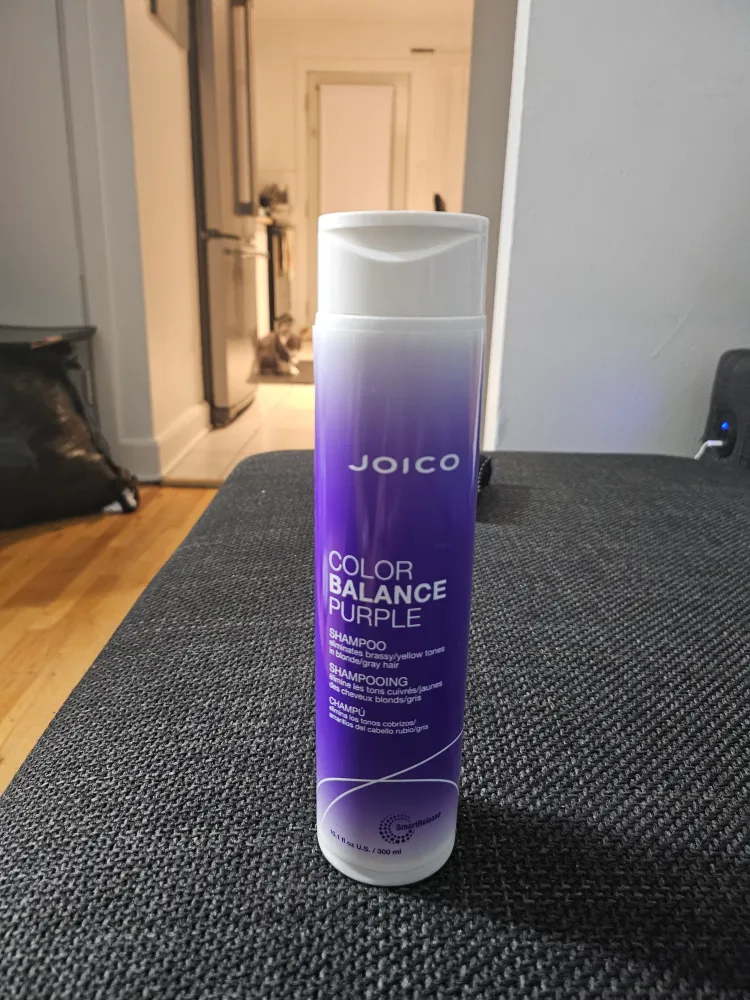 JOICO
COLOR
BALANCE
PURPLE
SHAMPOO
eliminates brassy/yellow tones
in blonde/gray hair
SHAMPOOING
élimine les tons cuivrés/jaunes
des cheveux blonds/gris
CHAMPÚ
elimina los tonos cobrizos/
amarillos del cabello rubio/gris
SmartRelease
10.1 fl oz U.S. / 300 ml